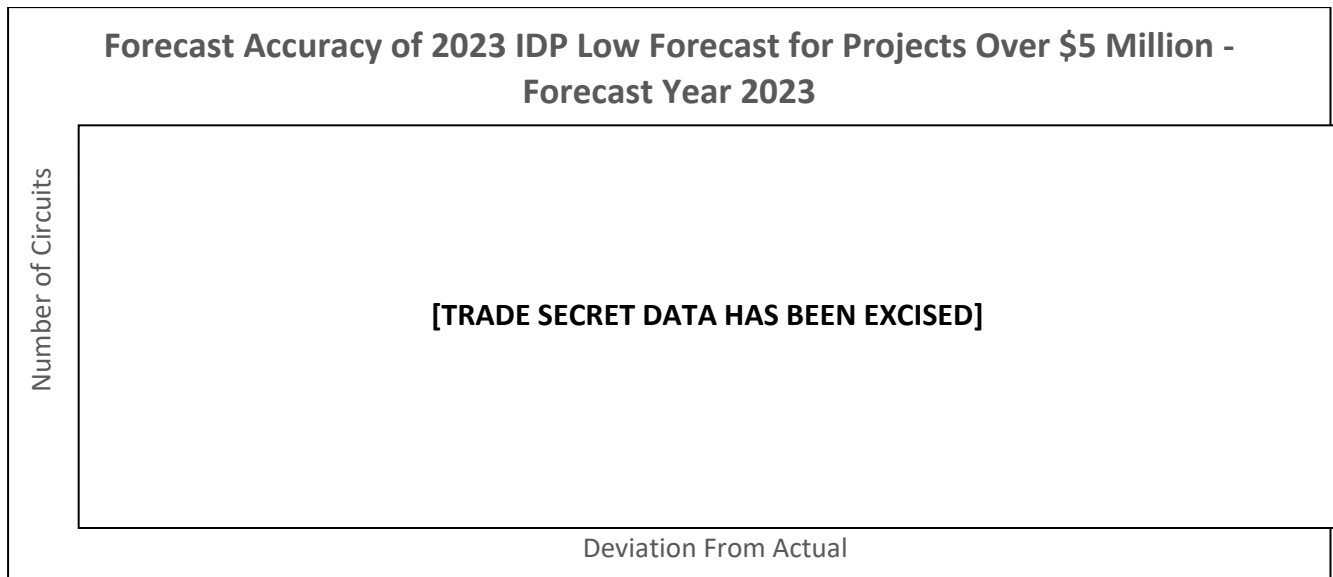 Forecast Accuracy of 2023 IDP Low Forecast for Projects Over $5 Million -
Forecast Year 2023
Number of Circuits
[TRADE SECRET DATA HAS BEEN EXCISED]
Deviation From Actual